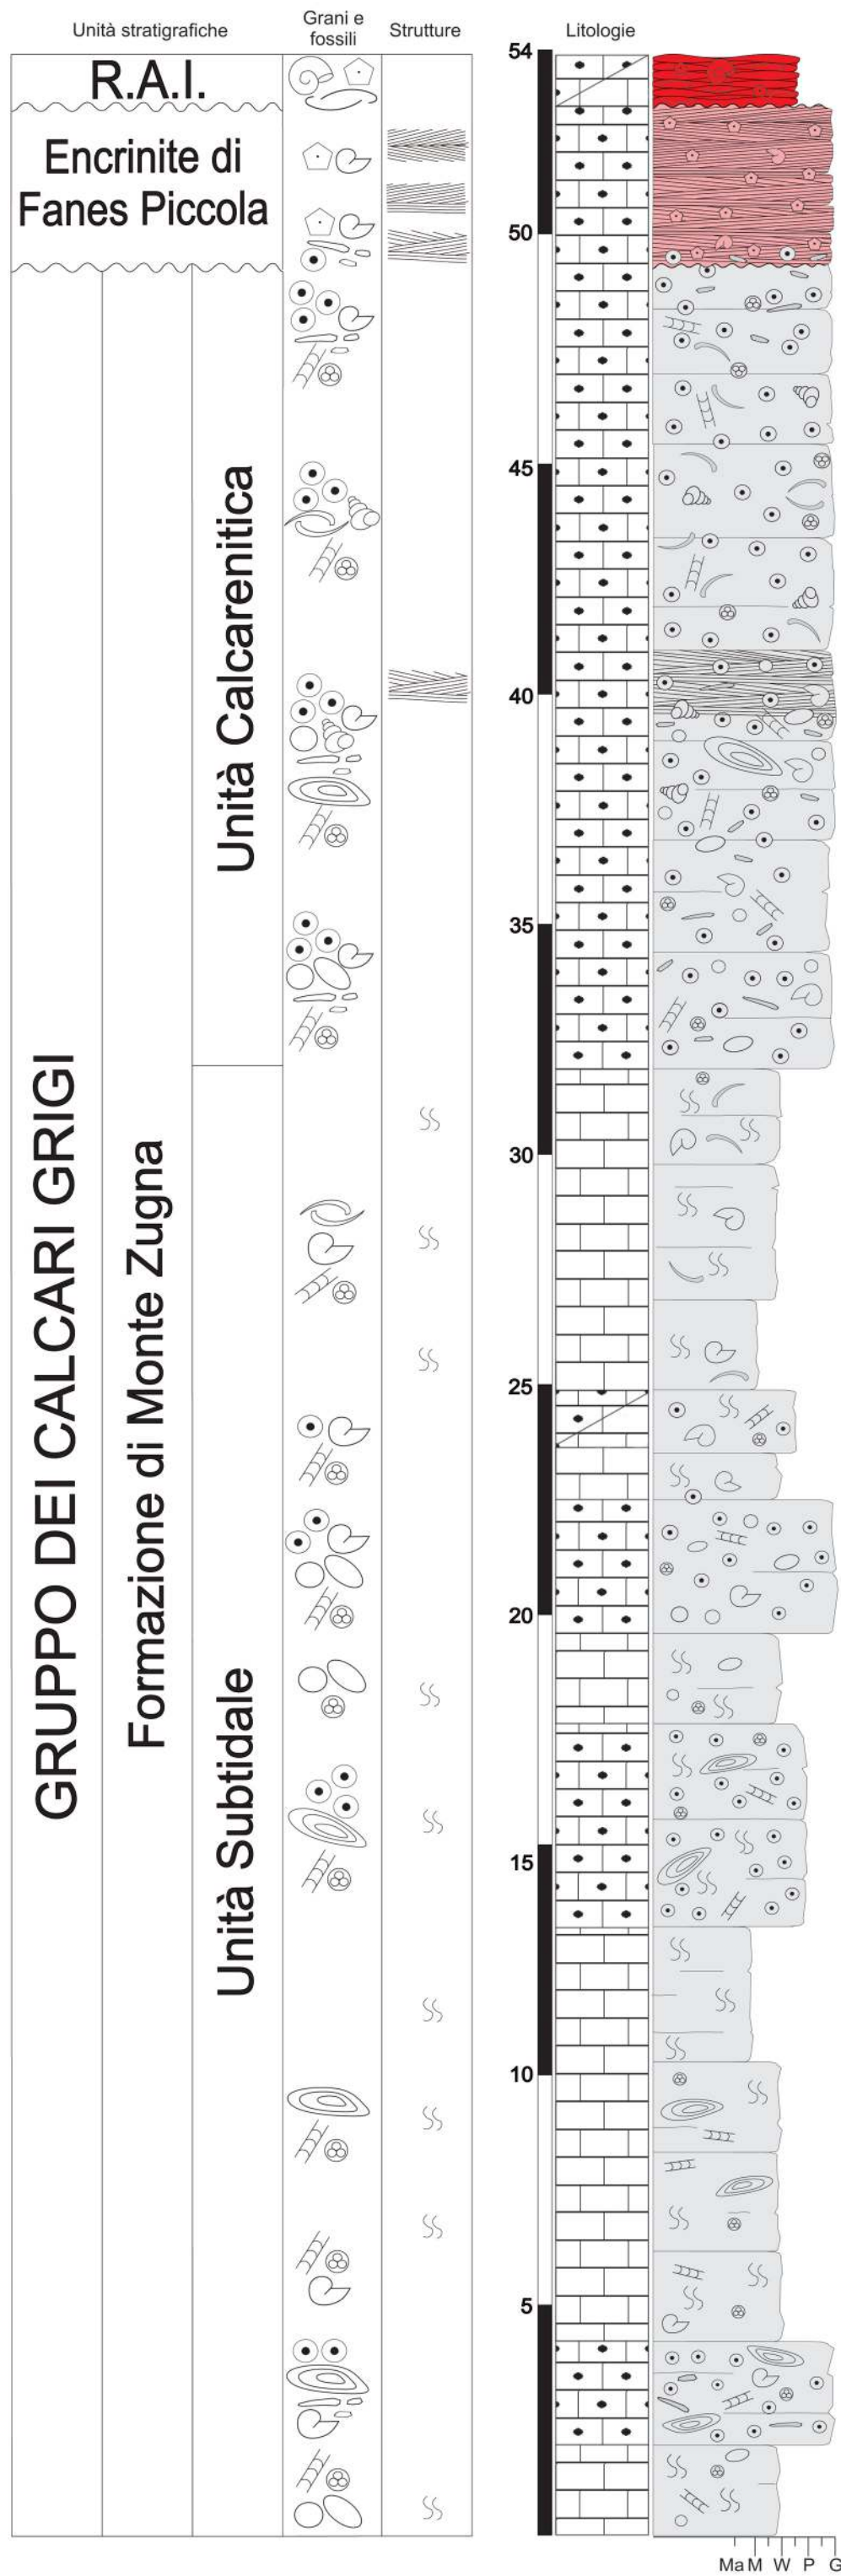 Unità stratigrafiche
Grani e
fossili
Strutture
Litologie
R.A.I.
Encrinite di
Fanes Piccola
GRUPPO DEI CALCARI GRIGI
Formazione di Monte Zugna
Unità Calcarenitica
Unità Subtidale
54
50
45
40
35
30
25
20
15
10
5
Ma M W P G